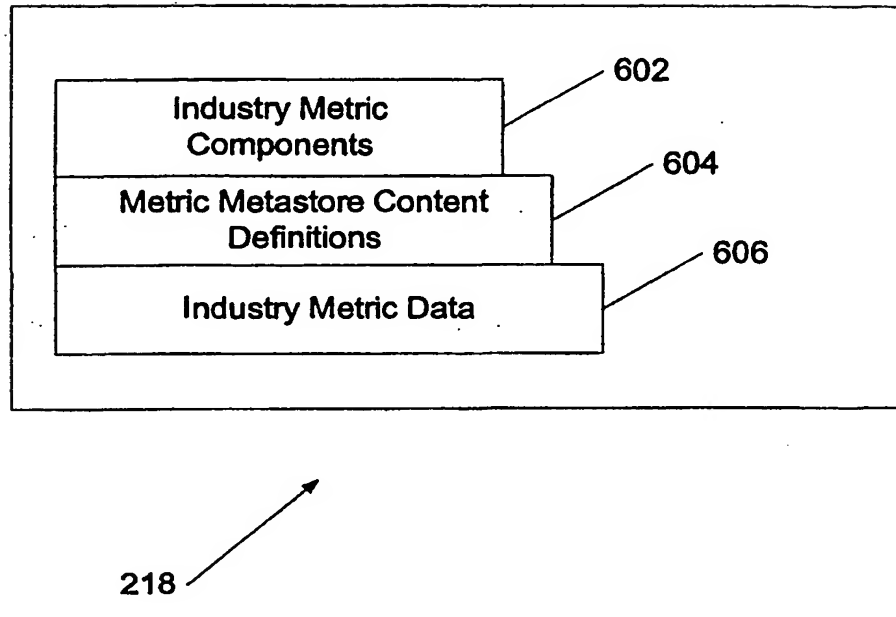 Industry Metric
Components
602
Metric Metastore Content
Definitions
604
Industry Metric Data
606
218